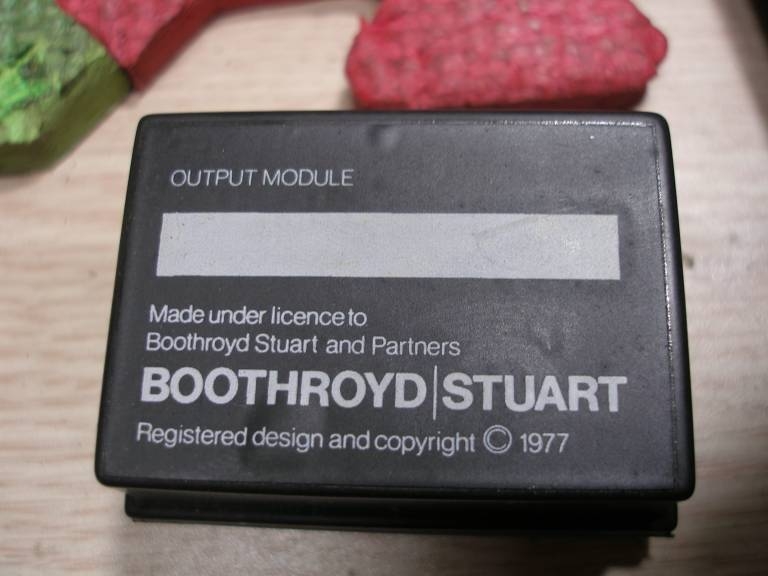 OUTPUT MODULE
Made under licence to
Boothroyd Stuart and Partners
BOOTHROYD|STUART
Registered design and copyright © 1977